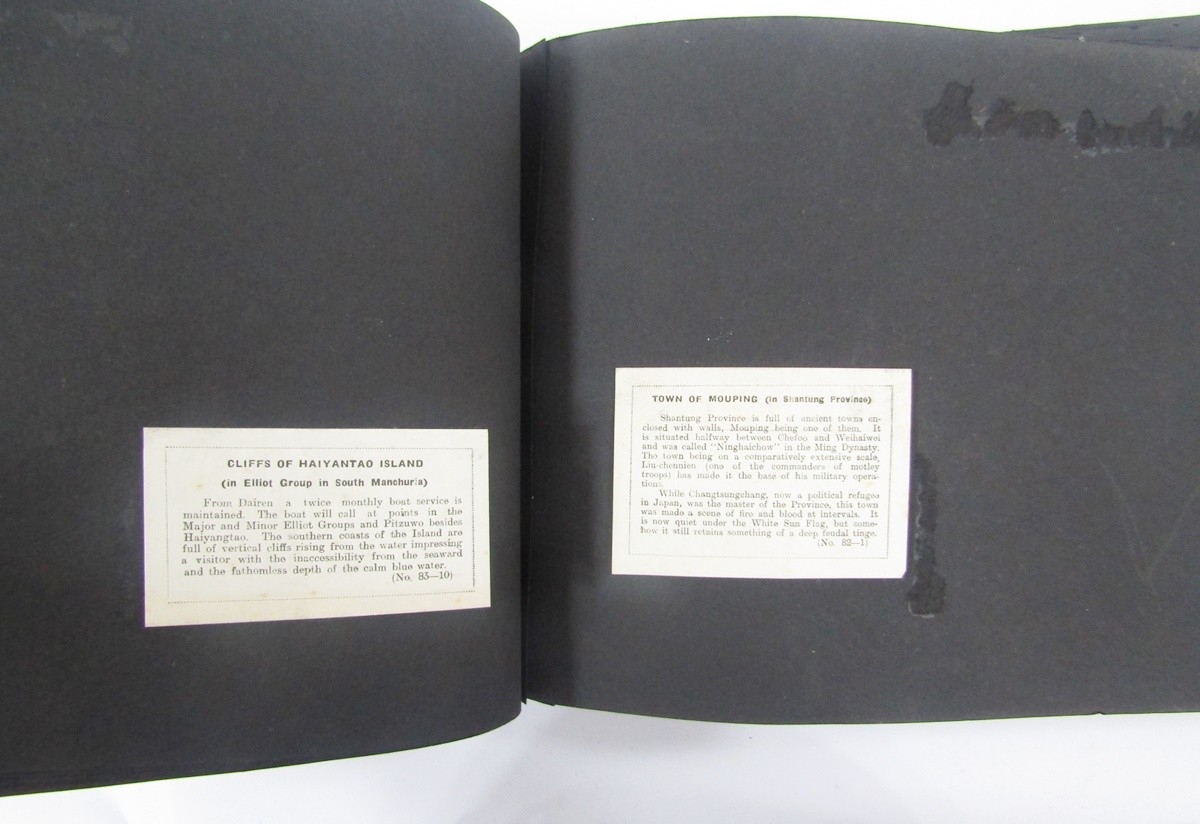 CLIFFS OF HAIYANTAO ISLAND
(in Elliot Group in South Manchuria)
From Dairen a twice monthly boat service is
maintained. The boat will call at points in the
Major and Minor Elliot Groups and Pitzuwo besides
Haiyangtao. The southern coasts of the Island are
full of vertical cliffs rising from the water impressing
a visitor with the inaccessibility from the seaward
and the fathomless depth of the calm blue water.
(No. 83—10)
TOWN OF MOUPING (in Shantung Province)
Shantung Province is full of ancient towns en-
closed with walls, Mouping being one of them. It
is situated halfway between Chefoo and Weihaiwei
and was called "Ninghaichow" in the Ming Dynasty.
The town being on a comparatively extensive scale,
Liu-chennien (one of the commanders of motley
troops) has made it the base of his military opera-
tions.
While Changtsungchang, now a political refugee
in Japan, was the master of the Province, this town
was made a scene of fire and blood at intervals. It
is now quiet under the White Sun Flag, but some-
how it still retains something of a deep feudal tinge.
(No. 82—1)